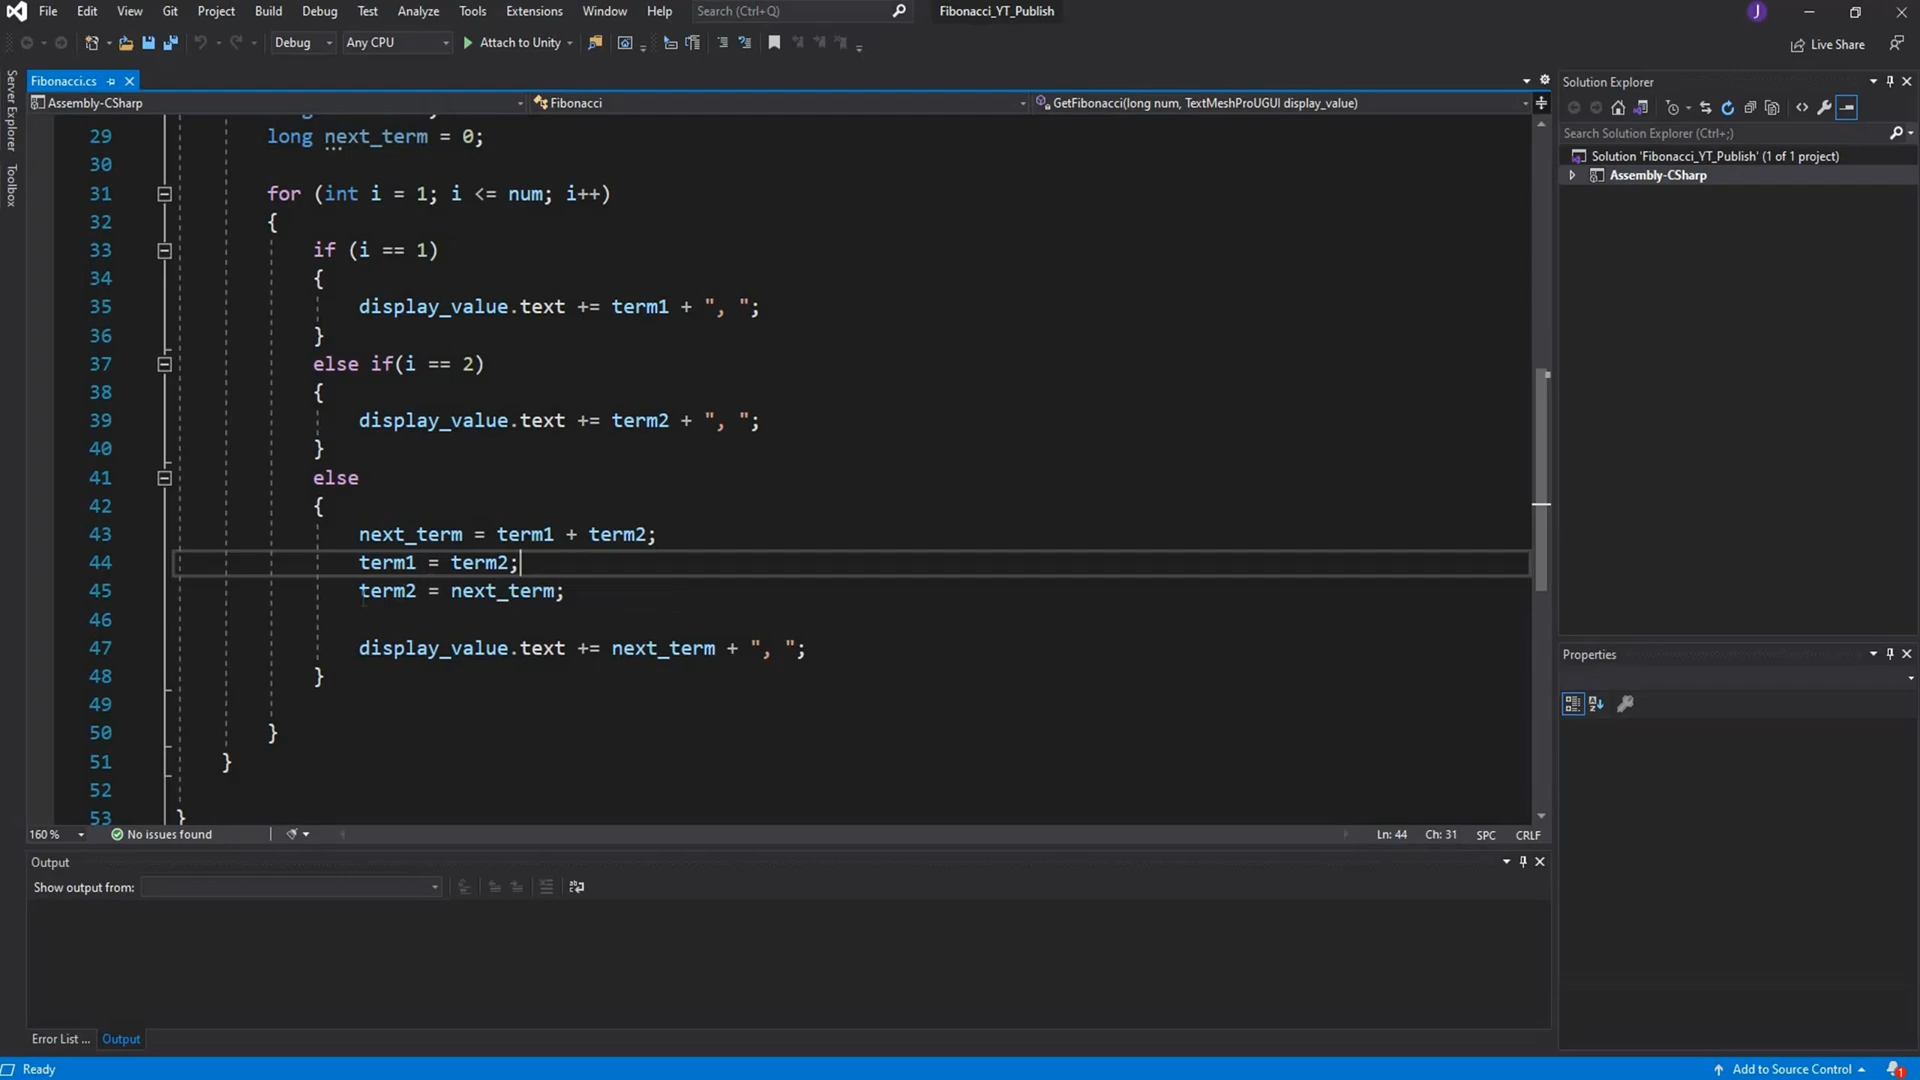 File Edit View Git Project Build Debug Test Analyze Tools Extensions Window Help Search (Ctrl+Q) Fibonacci_YT_Publish J
Debug Any CPU Attach to Unity Live Share
Server Explorer
Toolbox
Fibonacci.cs
Assembly-CSharp Fibonacci GetFibonacci(long num, TextMeshProUGUI display_value)
29 long next_term = 0;
30
31 for (int i = 1; i <= num; i++)
32 {
33 if (i == 1)
34 {
35 display_value.text += term1 + ", ";
36 }
37 else if(i == 2)
38 {
39 display_value.text += term2 + ", ";
40 }
41 else
42 {
43 next_term = term1 + term2;
44 term1 = term2;
45 term2 = next_term;
46
47 display_value.text += next_term + ", ";
48 }
49
50 }
51 }
52
53 }
160 % No issues found Ln: 44 Ch: 31 SPC CRLF
Output
Show output from:
Error List ... Output
Solution Explorer
Search Solution Explorer (Ctrl+;)
Solution 'Fibonacci_YT_Publish' (1 of 1 project)
Assembly-CSharp
Properties
Ready Add to Source Control 1